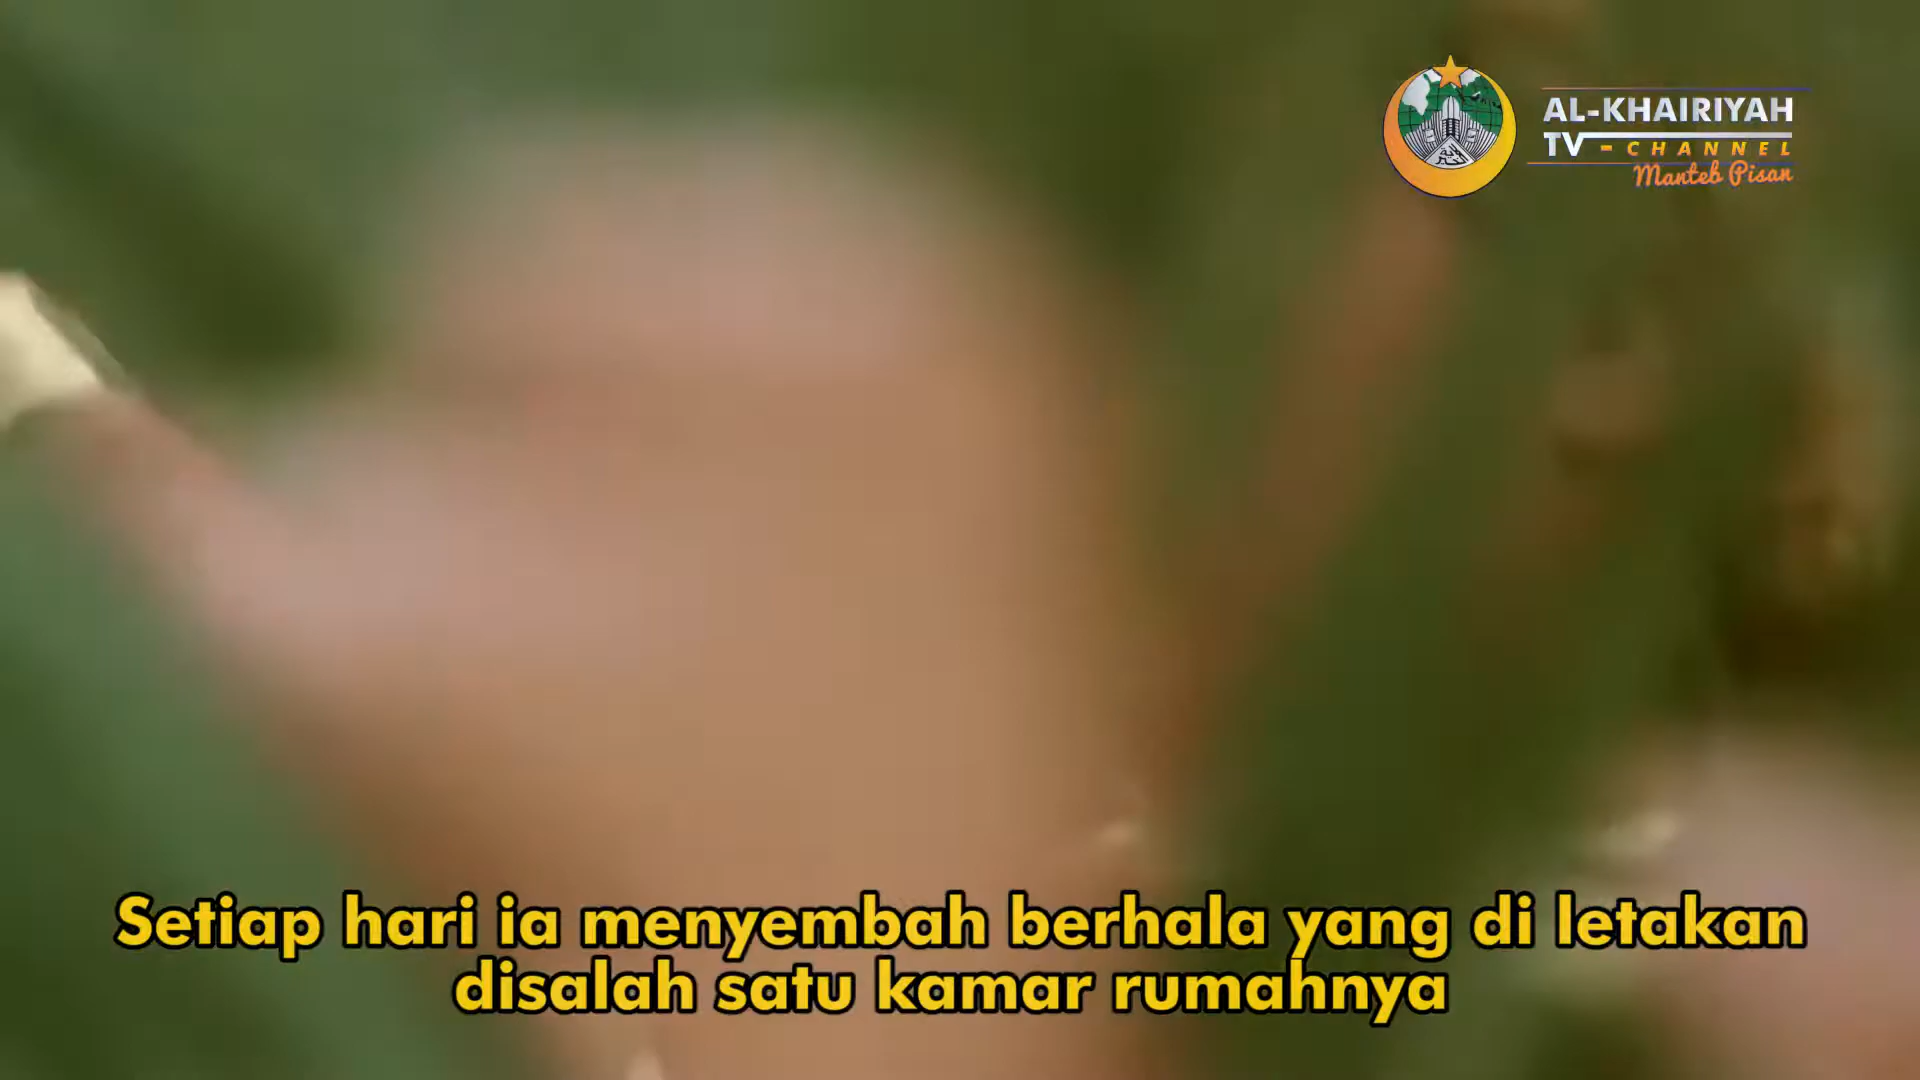 AL-KHAIRIYAH
TV - CHANNEL
Manteb Pisan
Setiap hari ia menyembah berhala yang di letakan
disalah satu kamar rumahnya